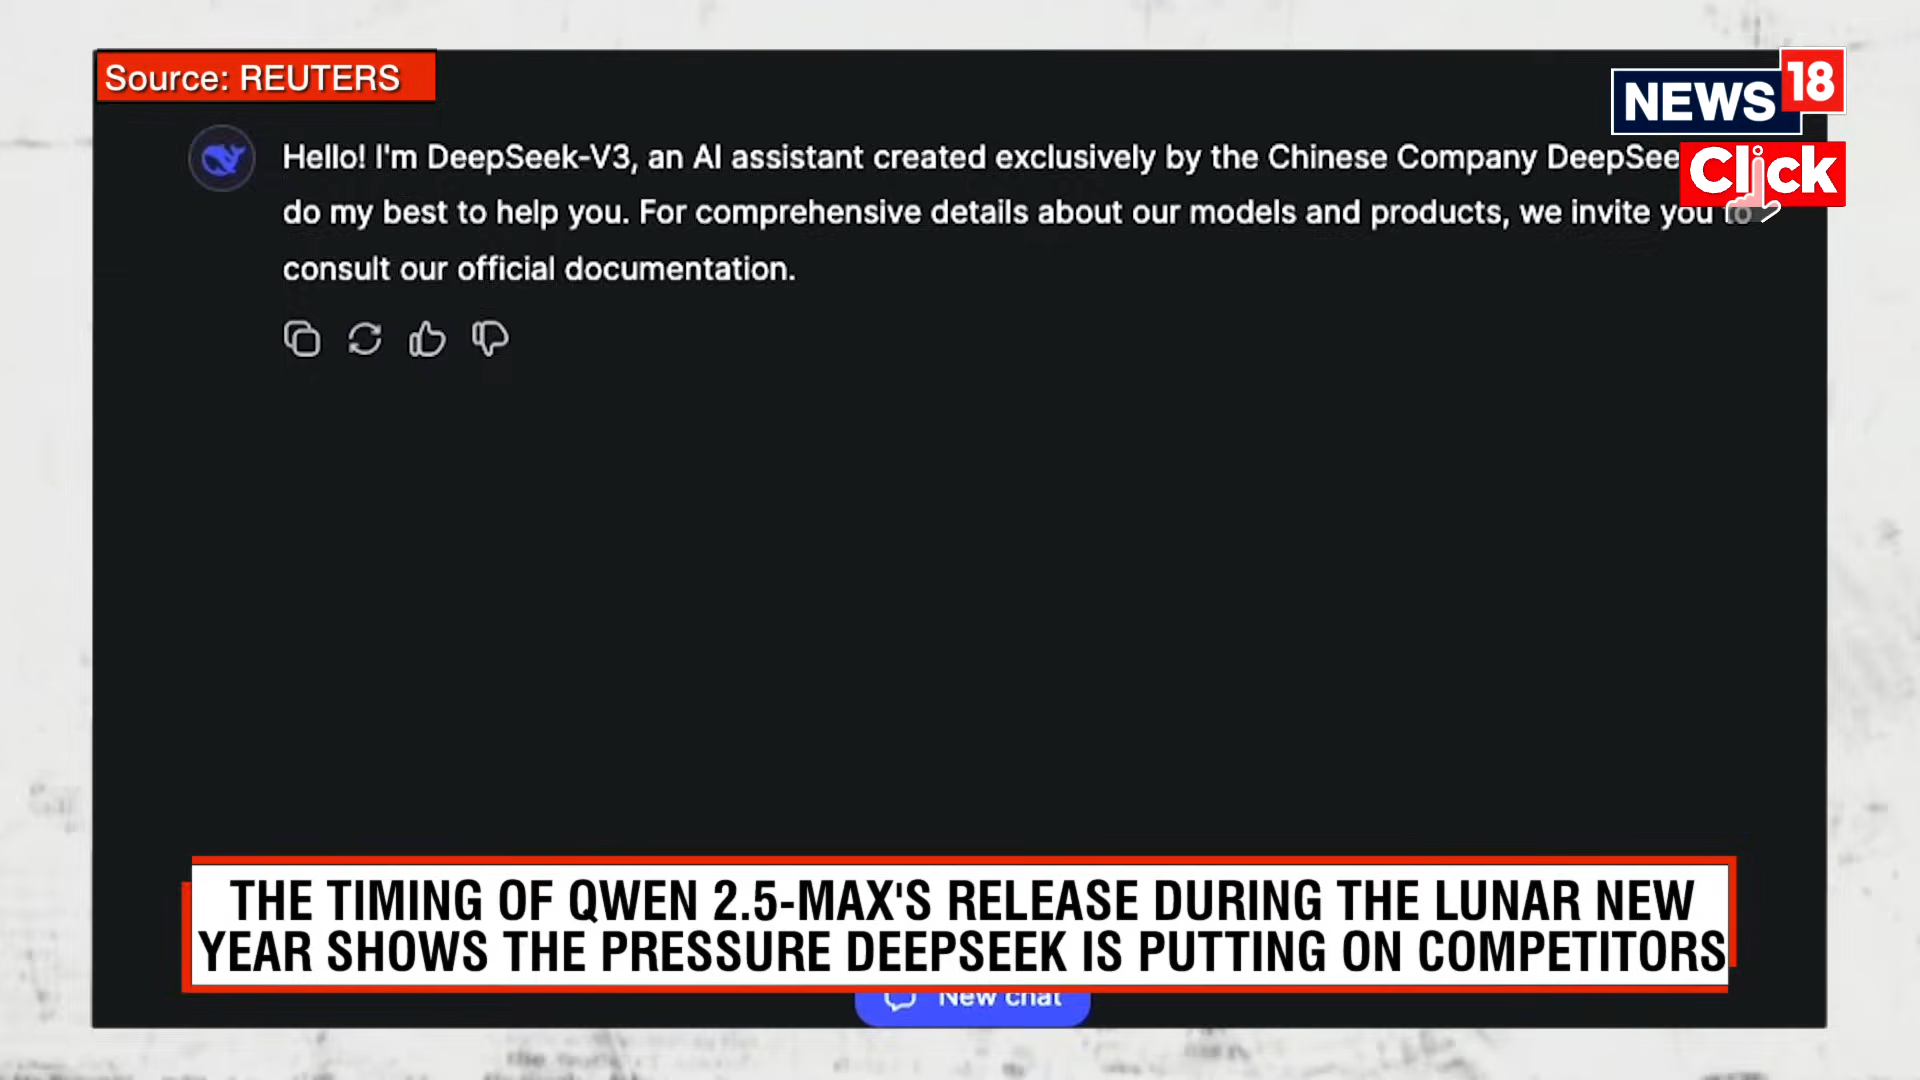 Source: REUTERS
NEWS 18
Click
Hello! I'm DeepSeek-V3, an AI assistant created exclusively by the Chinese Company DeepSee
do my best to help you. For comprehensive details about our models and products, we invite you to
consult our official documentation.
THE TIMING OF QWEN 2.5-MAX'S RELEASE DURING THE LUNAR NEW
YEAR SHOWS THE PRESSURE DEEPSEEK IS PUTTING ON COMPETITORS
New chat